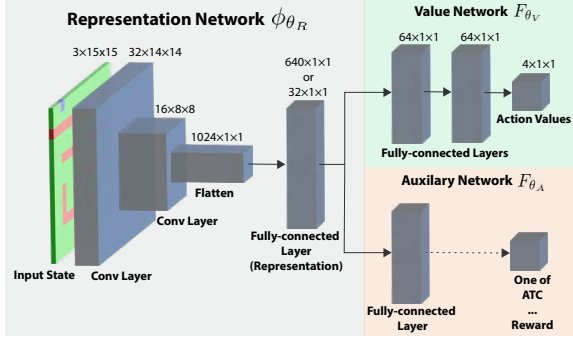 Representation Network ϕθR
3×15x15
32×14×14
16×8×8
1024×1×1
640×1×1
or
32×1×1
Input State
Conv Layer
Conv Layer
Flatten
Fully-connected
Layer
(Representation)
Value Network FθV
64×1×1
64×1×1
4×1×1
Action Values
Fully-connected Layers
Auxilary Network FθA
Fully-connected
Layer
One of
ATC
...
Reward